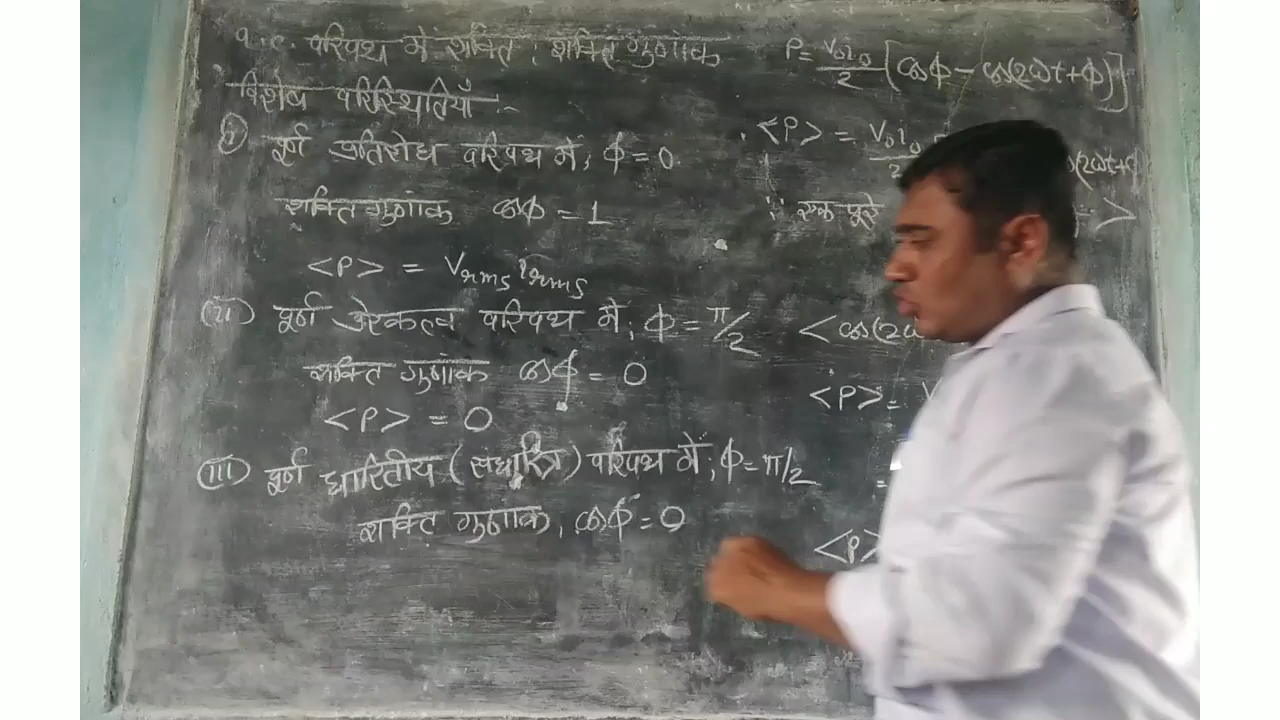 a.c. परिपथ में शक्ति : शक्ति गुणांक
विशेष परिस्थितियाँ :-
(i) पूर्ण प्रतिरोध परिपथ में, Φ = 0
शक्ति गुणांक cosΦ = 1
<P> = Vrms irms
(ii) पूर्ण प्रेरकत्व परिपथ में, Φ = π/2
शक्ति गुणांक cosΦ = 0
<P> = 0
(iii) पूर्ण धारितीय (संधारित्र) परिपथ में, Φ = π/2
शक्ति गुणांक, cosΦ = 0
P = V₀i₀/2 [cosΦ - cos(2ωt+Φ)]
<P> = V₀i₀/2
cos(2ωt+Φ)
∵ एक पूरे
= >
< cos(2ω
<P> = V
=
<P>